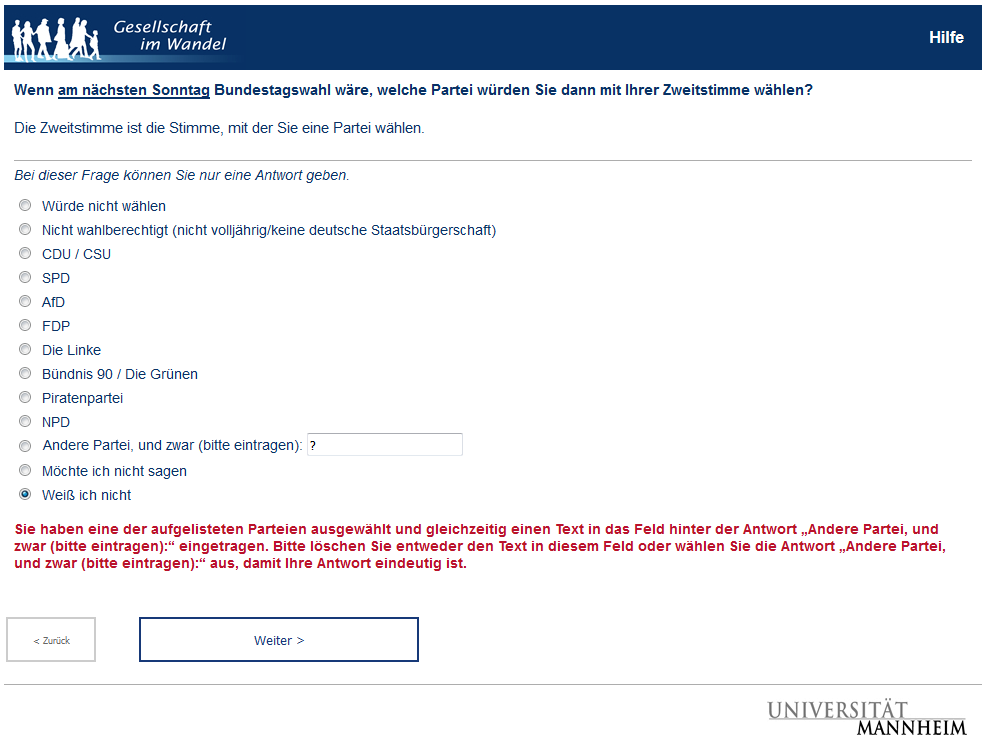 Gesellschaft
im Wandel
Hilfe
Wenn am nächsten Sonntag Bundestagswahl wäre, welche Partei würden Sie dann mit Ihrer Zweitstimme wählen?
Die Zweitstimme ist die Stimme, mit der Sie eine Partei wählen.
Bei dieser Frage können Sie nur eine Antwort geben.
Würde nicht wählen
Nicht wahlberechtigt (nicht volljährig/keine deutsche Staatsbürgerschaft)
CDU / CSU
SPD
AfD
FDP
Die Linke
Bündnis 90 / Die Grünen
Piratenpartei
NPD
Andere Partei, und zwar (bitte eintragen): ?
Möchte ich nicht sagen
Weiß ich nicht
Sie haben eine der aufgelisteten Parteien ausgewählt und gleichzeitig einen Text in das Feld hinter der Antwort „Andere Partei, und
zwar (bitte eintragen):“ eingetragen. Bitte löschen Sie entweder den Text in diesem Feld oder wählen Sie die Antwort „Andere Partei,
und zwar (bitte eintragen):“ aus, damit Ihre Antwort eindeutig ist.
< Zurück
Weiter >
UNIVERSITÄT
MANNHEIM